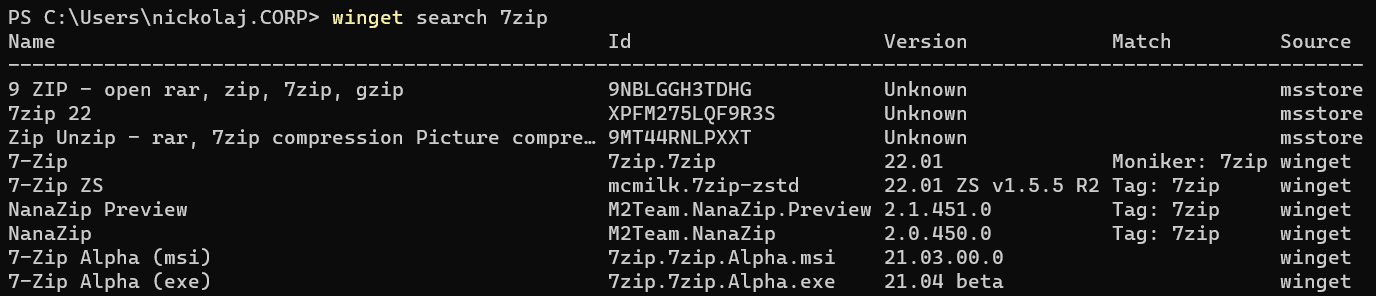 PS C:\Users\nickolaj.CORP> winget search 7zip
Name Id Version Match Source
-----------------------------------------------------------------------------------------------------------------
9 ZIP - open rar, zip, 7zip, gzip 9NBLGGH3TDHG Unknown msstore
7zip 22 XPFM275LQF9R3S Unknown msstore
Zip Unzip - rar, 7zip compression Picture compre… 9MT44RNLPXXT Unknown msstore
7-Zip 7zip.7zip 22.01 Moniker: 7zip winget
7-Zip ZS mcmilk.7zip-zstd 22.01 ZS v1.5.5 R2 Tag: 7zip winget
NanaZip Preview M2Team.NanaZip.Preview 2.1.451.0 Tag: 7zip winget
NanaZip M2Team.NanaZip 2.0.450.0 Tag: 7zip winget
7-Zip Alpha (msi) 7zip.7zip.Alpha.msi 21.03.00.0 winget
7-Zip Alpha (exe) 7zip.7zip.Alpha.exe 21.04 beta winget